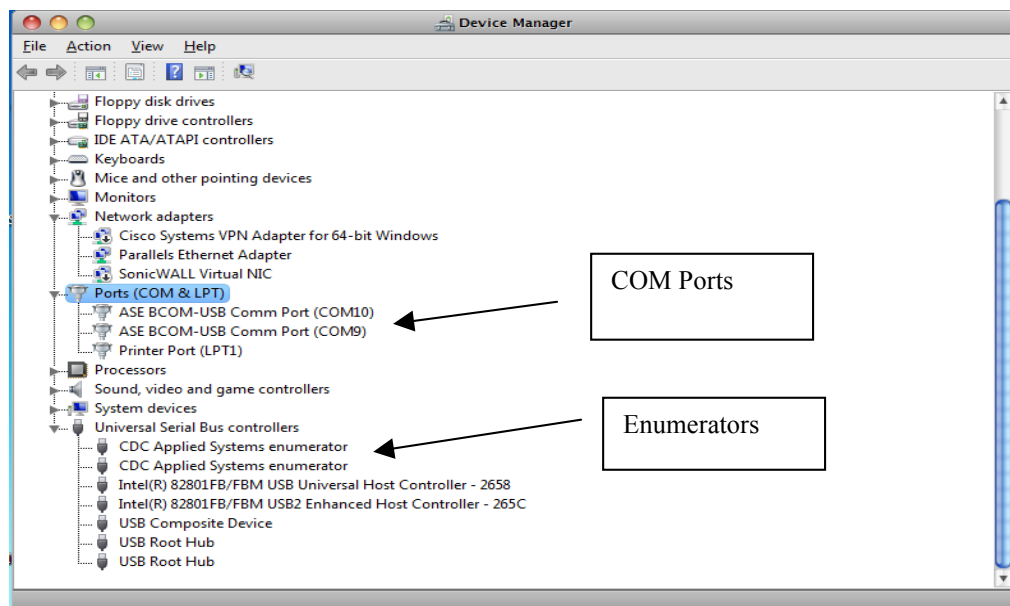 Device Manager
File Action View Help
Floppy disk drives
Floppy drive controllers
IDE ATA/ATAPI controllers
Keyboards
Mice and other pointing devices
Monitors
Network adapters
Cisco Systems VPN Adapter for 64-bit Windows
Parallels Ethernet Adapter
SonicWALL Virtual NIC
Ports (COM & LPT)
ASE BCOM-USB Comm Port (COM10)
ASE BCOM-USB Comm Port (COM9)
Printer Port (LPT1)
COM Ports
Processors
Sound, video and game controllers
System devices
Universal Serial Bus controllers
CDC Applied Systems enumerator
CDC Applied Systems enumerator
Intel(R) 82801FB/FBM USB Universal Host Controller - 2658
Intel(R) 82801FB/FBM USB2 Enhanced Host Controller - 265C
USB Composite Device
USB Root Hub
USB Root Hub
Enumerators